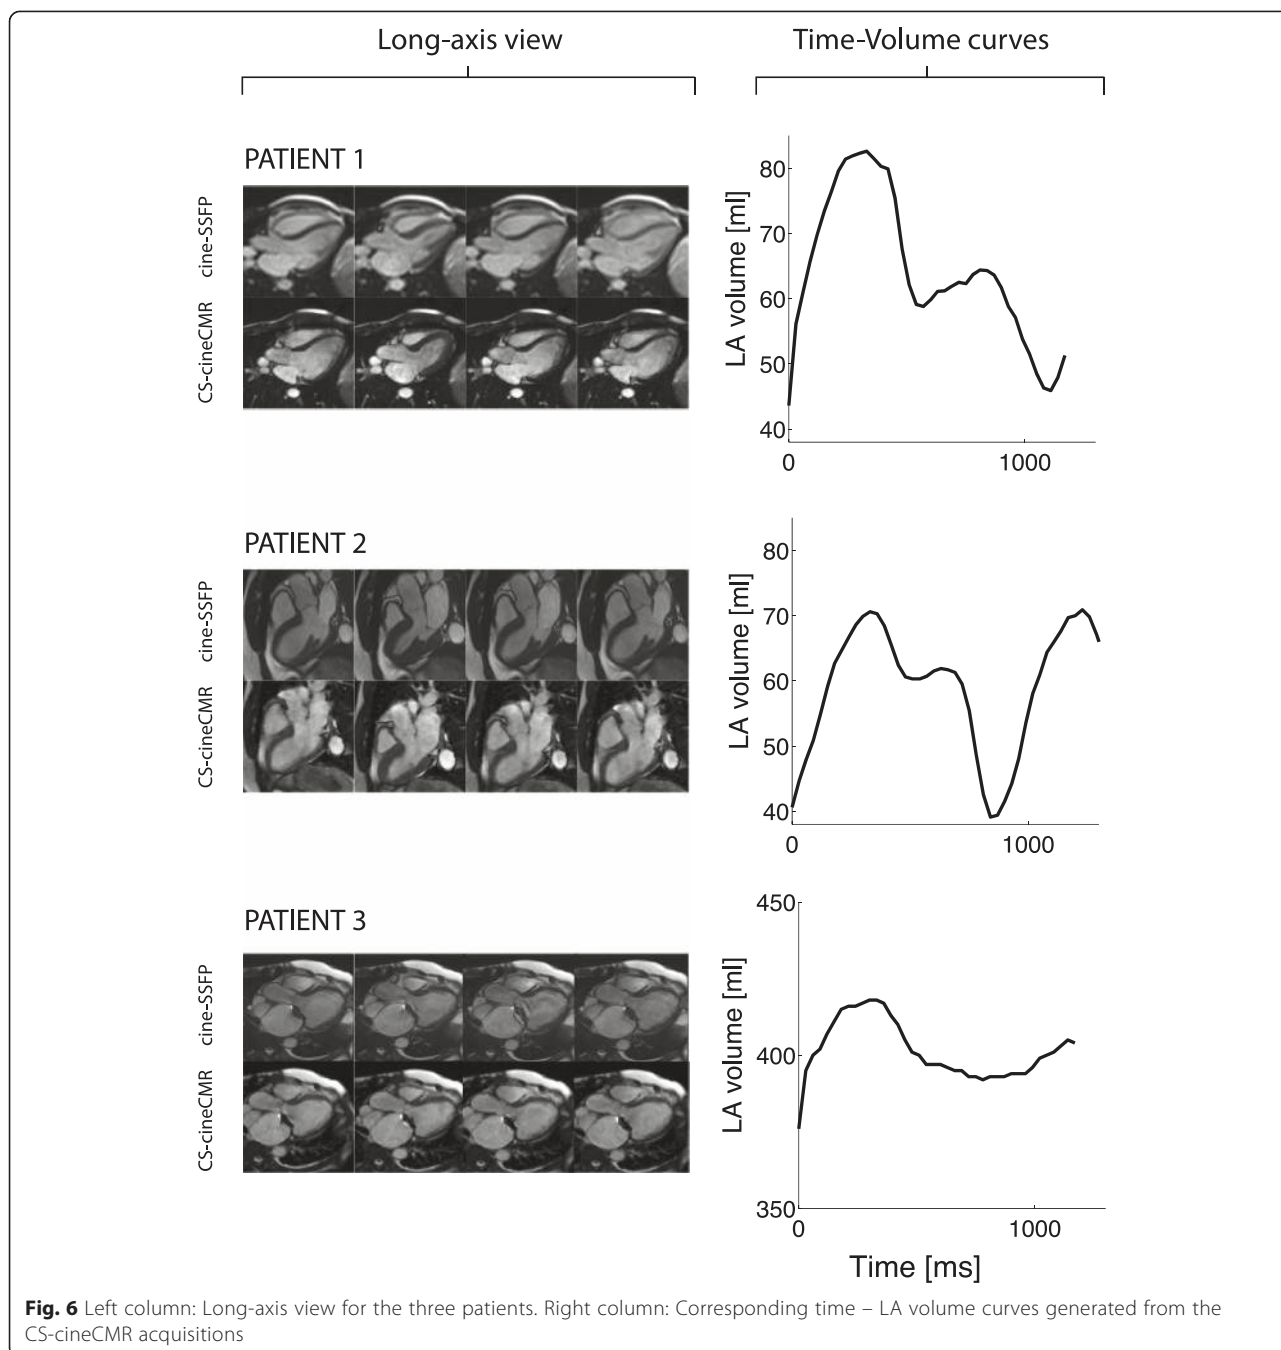 Long-axis view
Time-Volume curves
PATIENT 1
cine-SSFP
CS-cineCMR
LA volume [ml]
80
70
60
50
40
0
1000
PATIENT 2
cine-SSFP
CS-cineCMR
LA volume [ml]
80
70
60
50
40
0
1000
PATIENT 3
cine-SSFP
CS-cineCMR
LA volume [ml]
450
400
350
0
1000
Time [ms]
Fig. 6 Left column: Long-axis view for the three patients. Right column: Corresponding time – LA volume curves generated from the
CS-cineCMR acquisitions